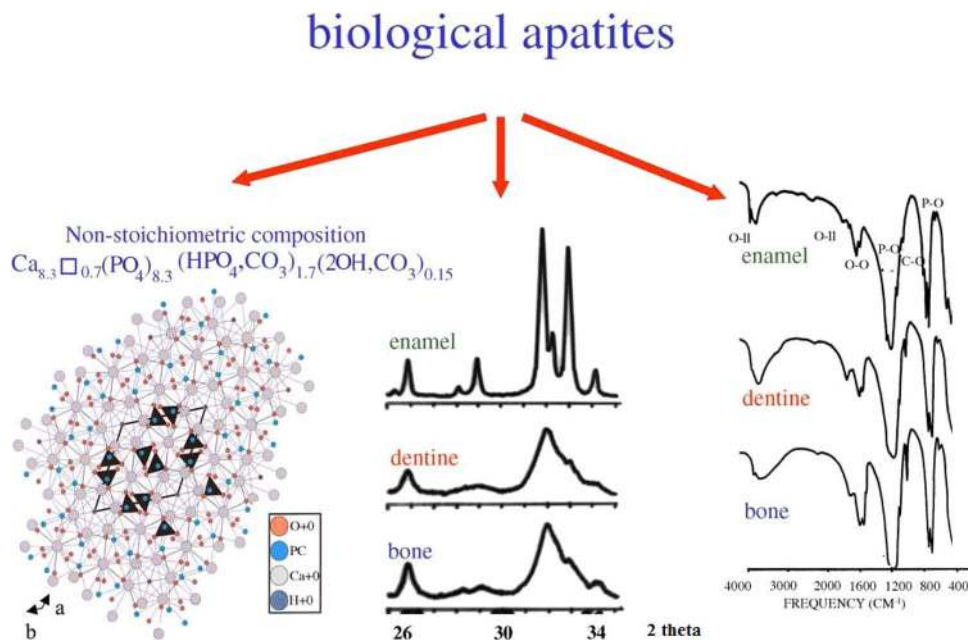 biological apatites
Non-stoichiometric composition
Ca8.3□0.7(PO4)8.3(HPO4,CO3)1.7(2OH,CO3)0.15
O+0
PC
Ca+0
H+0
a
b
enamel
dentine
bone
26 30 34 2 theta
P-O
O-H O-H P-O
enamel O-O C-O
dentine
bone
4000 3000 2000 1600 1200 800 400
FREQUENCY (CM-1)